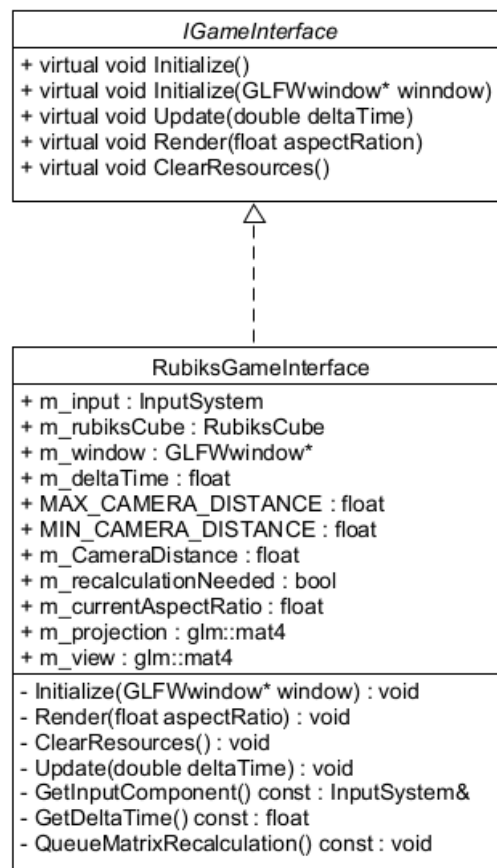 IGameInterface
+ virtual void Initialize()
+ virtual void Initialize(GLFWwindow* winndow)
+ virtual void Update(double deltaTime)
+ virtual void Render(float aspectRation)
+ virtual void ClearResources()
RubiksGameInterface
+ m_input : InputSystem
+ m_rubiksCube : RubiksCube
+ m_window : GLFWwindow*
+ m_deltaTime : float
+ MAX_CAMERA_DISTANCE : float
+ MIN_CAMERA_DISTANCE : float
+ m_CameraDistance : float
+ m_recalculationNeeded : bool
+ m_currentAspectRatio : float
+ m_projection : glm::mat4
+ m_view : glm::mat4
- Initialize(GLFWwindow* window) : void
- Render(float aspectRatio) : void
- ClearResources() : void
- Update(double deltaTime) : void
- GetInputComponent() const : InputSystem&
- GetDeltaTime() const : float
- QueueMatrixRecalculation() const : void